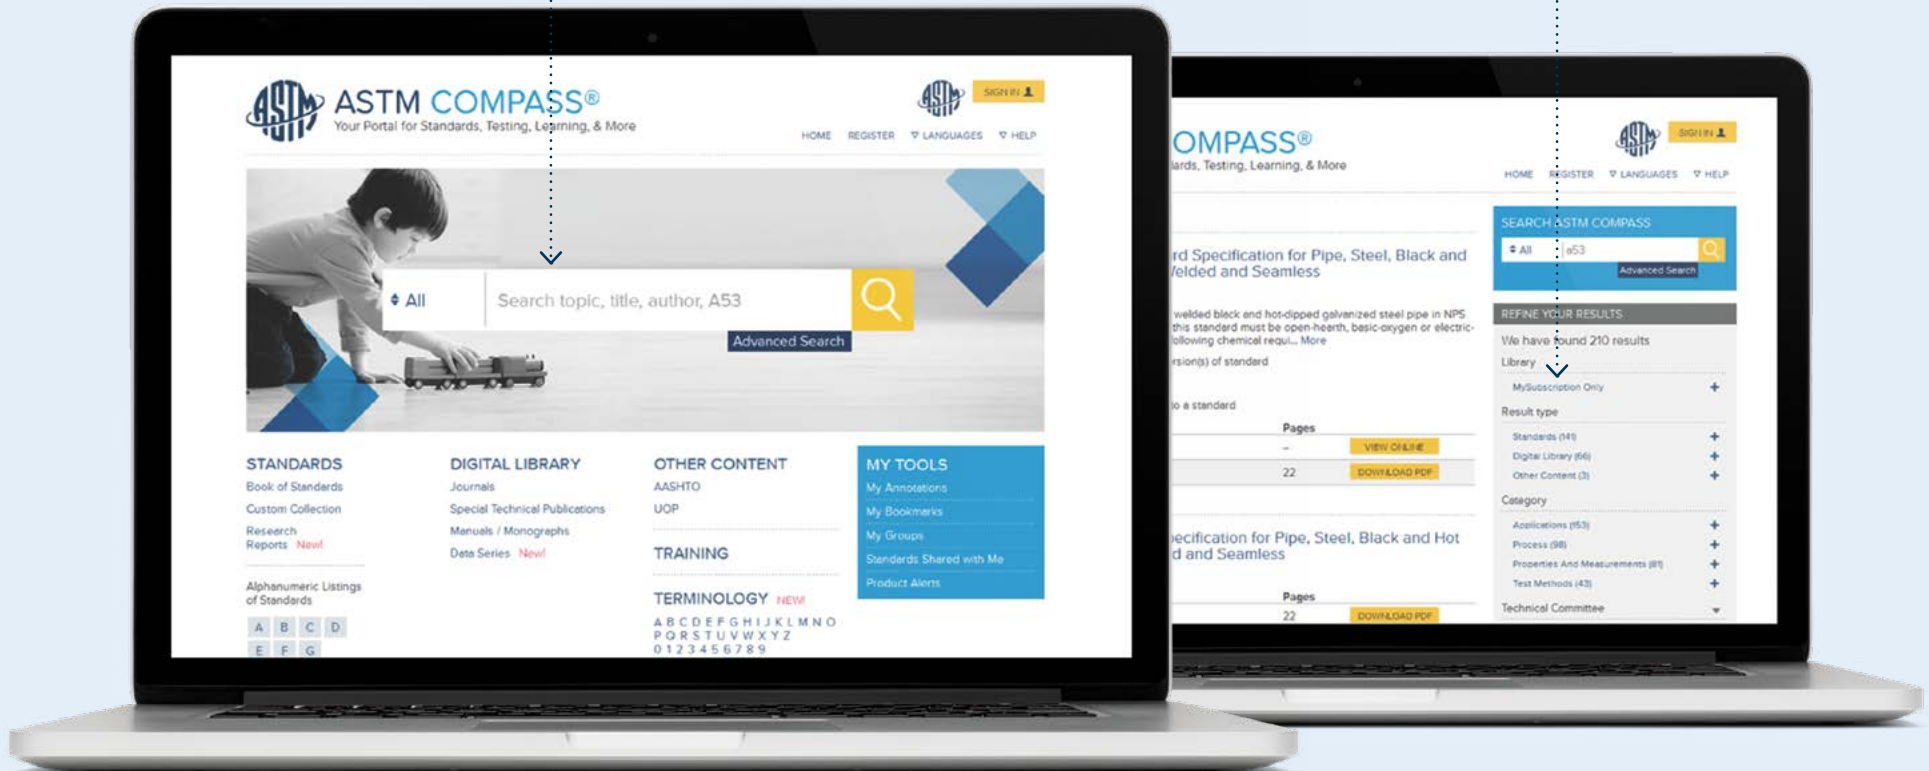 ASTM
ASTM COMPASS®
Your Portal for Standards, Testing, Learning, & More
ASTM
SIGN IN
HOME REGISTER ▽ LANGUAGES ▽ HELP
All
Search topic, title, author, A53
Advanced Search
STANDARDS
Book of Standards
Custom Collection
Research
Reports New!
Alphanumeric Listings
of Standards
A B C D
E F G
DIGITAL LIBRARY
Journals
Special Technical Publications
Manuals / Monographs
Data Series New!
OTHER CONTENT
AASHTO
UOP
TRAINING
TERMINOLOGY NEW!
A B C D E F G H I J K L M N O
P Q R S T U V W X Y Z
0 1 2 3 4 5 6 7 8 9
MY TOOLS
My Annotations
My Bookmarks
My Groups
Standards Shared with Me
Product Alerts
OMPASS®
ards, Testing, Learning, & More
ASTM
SIGN IN
HOME REGISTER ▽ LANGUAGES ▽ HELP
rd Specification for Pipe, Steel, Black and
Welded and Seamless
welded black and hot-dipped galvanized steel pipe in NPS
this standard must be open-hearth, basic-oxygen or electric-
ollowing chemical requi... More
rsion(s) of standard
to a standard
Pages
– VIEW ONLINE
22 DOWNLOAD PDF
ecification for Pipe, Steel, Black and Hot
d and Seamless
Pages
22 DOWNLOAD PDF
SEARCH ASTM COMPASS
All a53
Advanced Search
REFINE YOUR RESULTS
We have found 210 results
Library
MySubscription Only +
Result type
Standards (141) +
Digital Library (66) +
Other Content (3) +
Category
Applications (153) +
Process (98) +
Properties And Measurements (81) +
Test Methods (43) +
Technical Committee